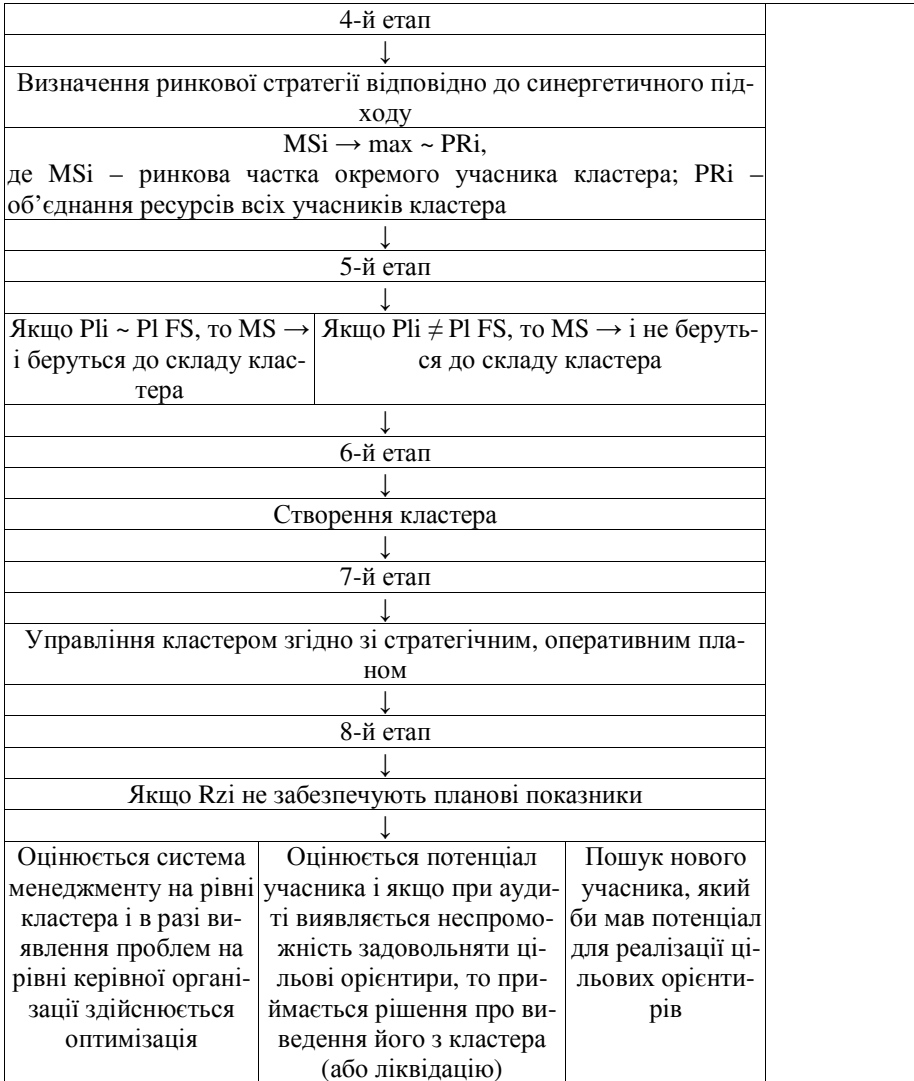 4-й етап
↓
Визначення ринкової стратегії відповідно до синергетичного під-
ходу
MSi → max ~ PRi,
де MSi – ринкова частка окремого учасника кластера; PRi –
об’єднання ресурсів всіх учасників кластера
↓
5-й етап
↓
Якщо Pli ~ Pl FS, то MS →
і беруться до складу клас-
тера
Якщо Pli ≠ Pl FS, то MS → і не беруть-
ся до складу кластера
↓
6-й етап
↓
Створення кластера
↓
7-й етап
↓
Управління кластером згідно зі стратегічним, оперативним пла-
ном
↓
8-й етап
↓
Якщо Rzi не забезпечують планові показники
↓
Оцінюється система
менеджменту на рівні
кластера і в разі ви-
явлення проблем на
рівні керівної органі-
зації здійснюється
оптимізація
Оцінюється потенціал
учасника і якщо при ауди-
ті виявляється неспромо-
жність задовольняти ці-
льові орієнтири, то при-
ймається рішення про ви-
ведення його з кластера
(або ліквідацію)
Пошук нового
учасника, який
би мав потенціал
для реалізації ці-
льових орієнти-
рів